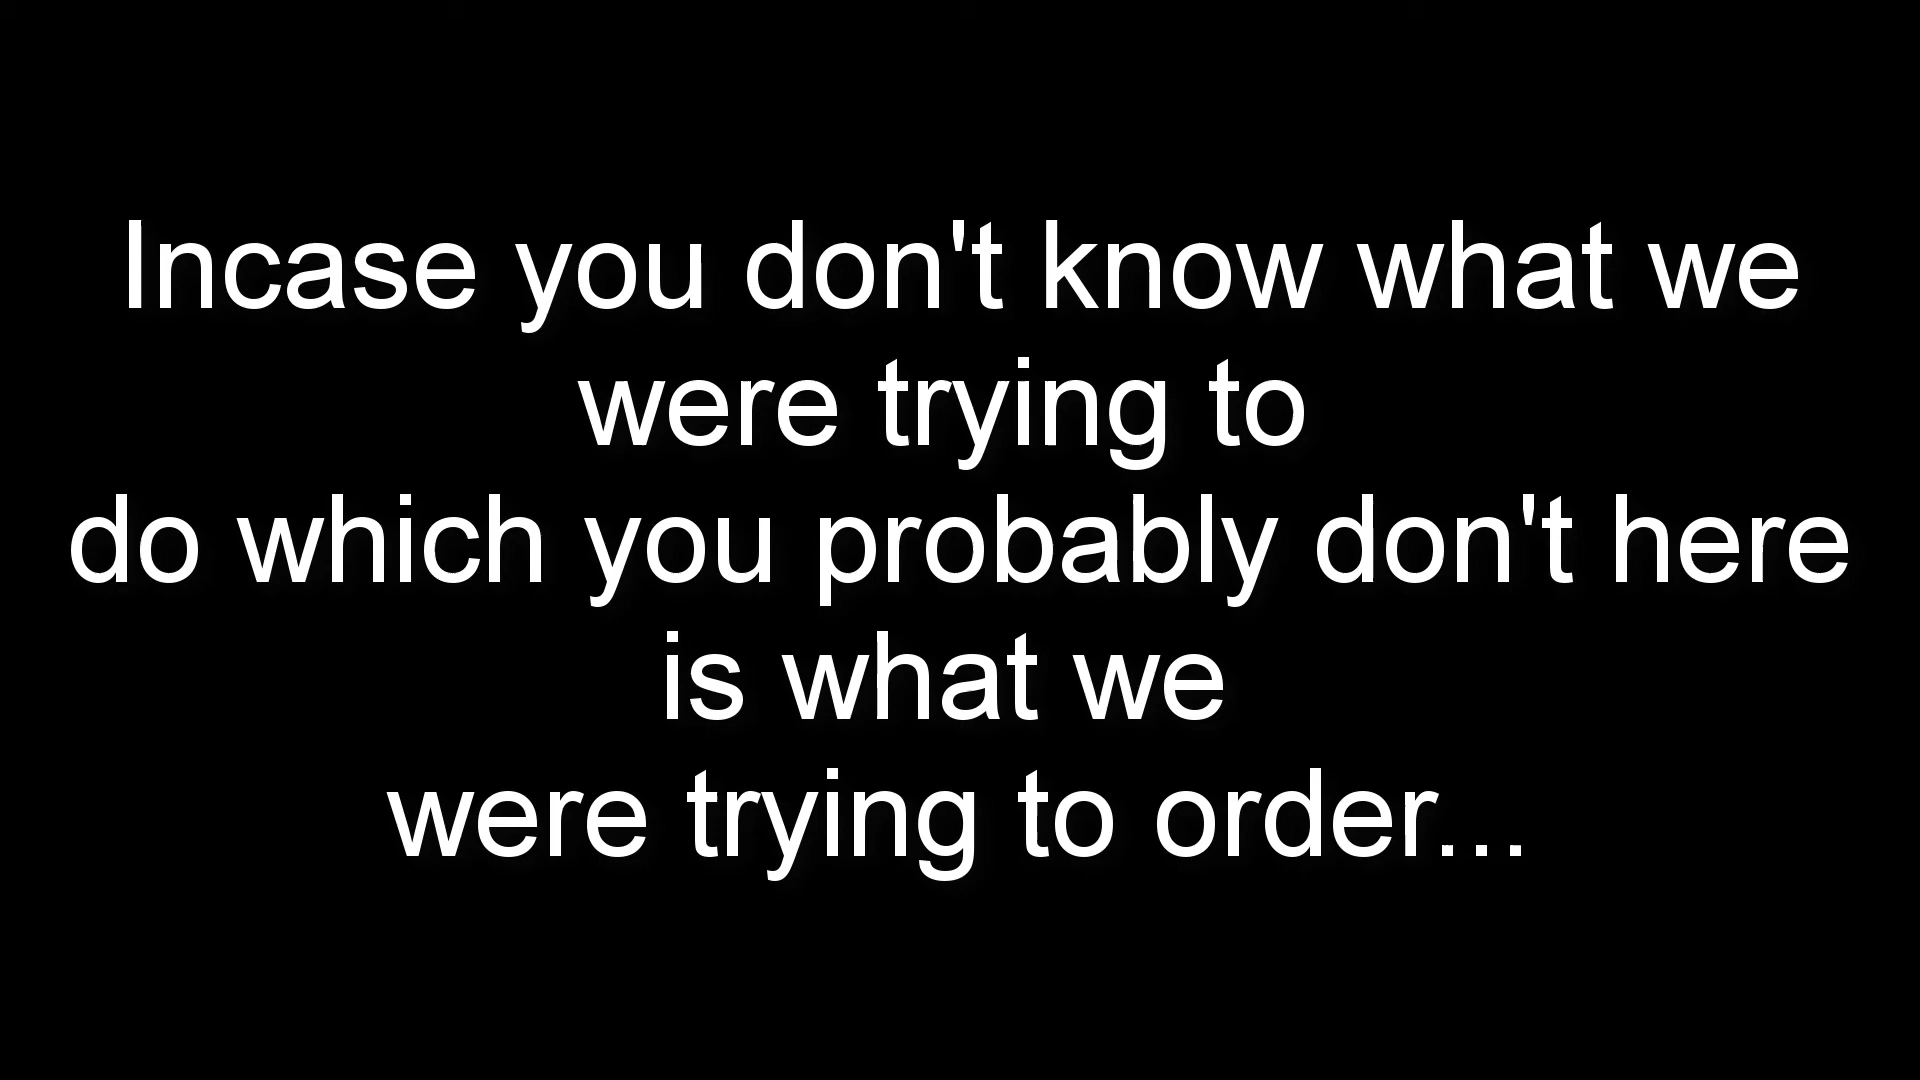 Incase you don't know what we
were trying to
do which you probably don't here
is what we
were trying to order...